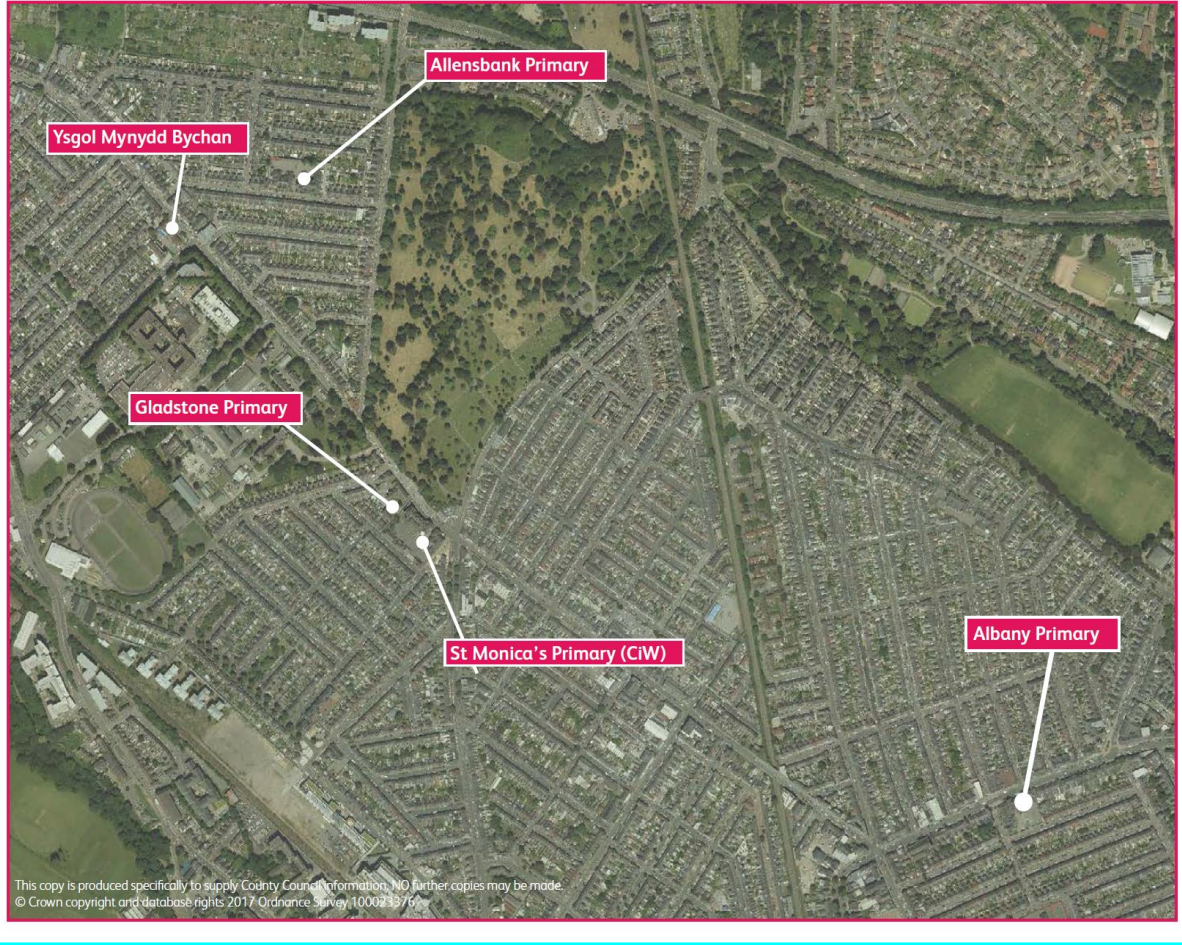 Allensbank Primary
Ysgol Mynydd Bychan
Gladstone Primary
St Monica's Primary (CiW)
Albany Primary
This copy is produced specifically to supply County Council information, NO further copies may be made.
© Crown copyright and database rights 2017 Ordnance Survey 100023376